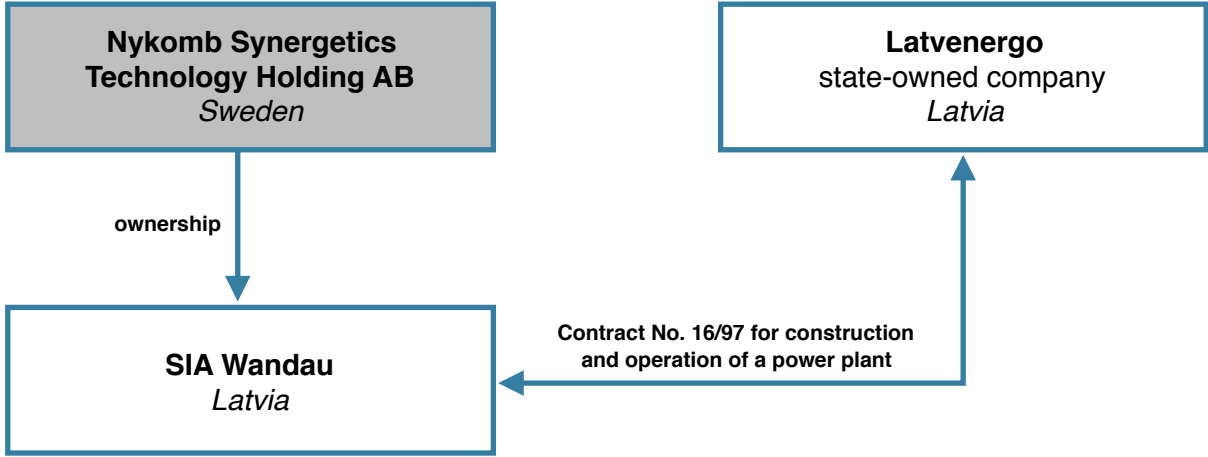 Nykomb Synergetics
Technology Holding AB
Sweden
Latvenergo
state-owned company
Latvia
ownership
Contract No. 16/97 for construction
and operation of a power plant
SIA Wandau
Latvia